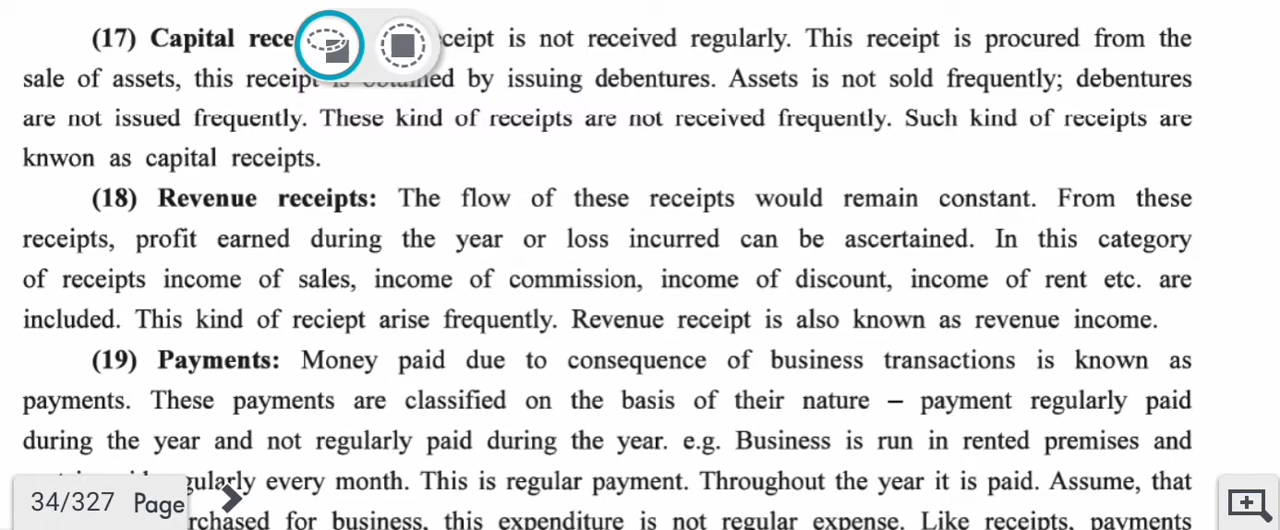 (17) Capital rece ceipt is not received regularly. This receipt is procured from the
sale of assets, this receipt is obtained by issuing debentures. Assets is not sold frequently; debentures
are not issued frequently. These kind of receipts are not received frequently. Such kind of receipts are
knwon as capital receipts.
(18) Revenue receipts: The flow of these receipts would remain constant. From these
receipts, profit earned during the year or loss incurred can be ascertained. In this category
of receipts income of sales, income of commission, income of discount, income of rent etc. are
included. This kind of reciept arise frequently. Revenue receipt is also known as revenue income.
(19) Payments: Money paid due to consequence of business transactions is known as
payments. These payments are classified on the basis of their nature – payment regularly paid
during the year and not regularly paid during the year. e.g. Business is run in rented premises and
gularly every month. This is regular payment. Throughout the year it is paid. Assume, that
34/327 Page
rchased for business, this expenditure is not regular expense. Like receipts, payments